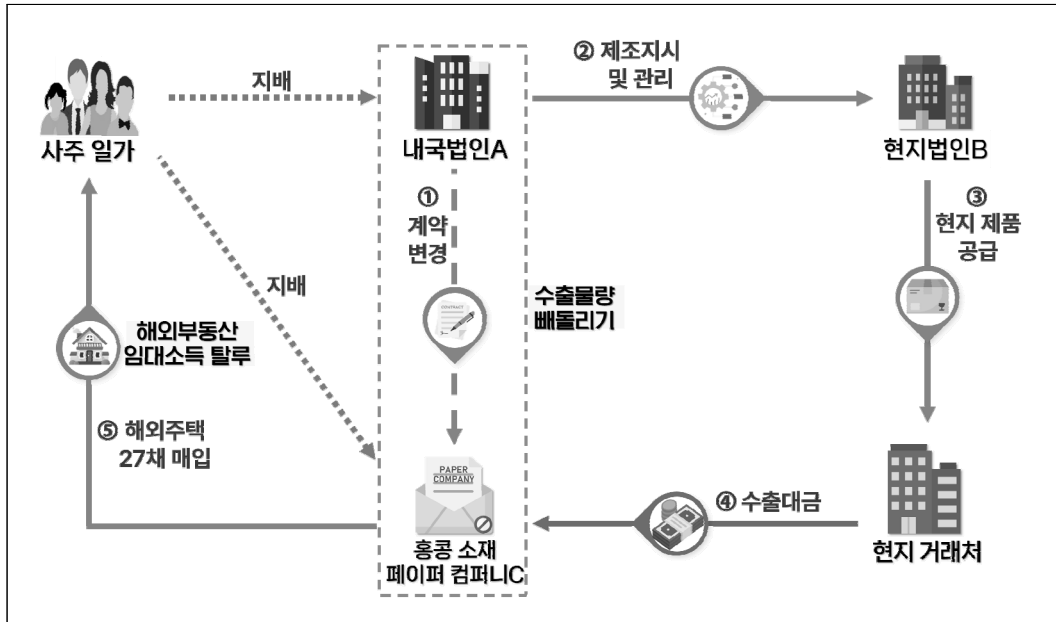 사주 일가
지배
내국법인A
② 제조지시
및 관리
현지법인B
①
계약
변경
③
현지 제품
공급
지배
CONTRACT
수출물량
빼돌리기
해외부동산
임대소득 탈루
⑤ 해외주택
27채 매입
PAPER
COMPANY
홍콩 소재
페이퍼 컴퍼니C
④ 수출대금
현지 거래처